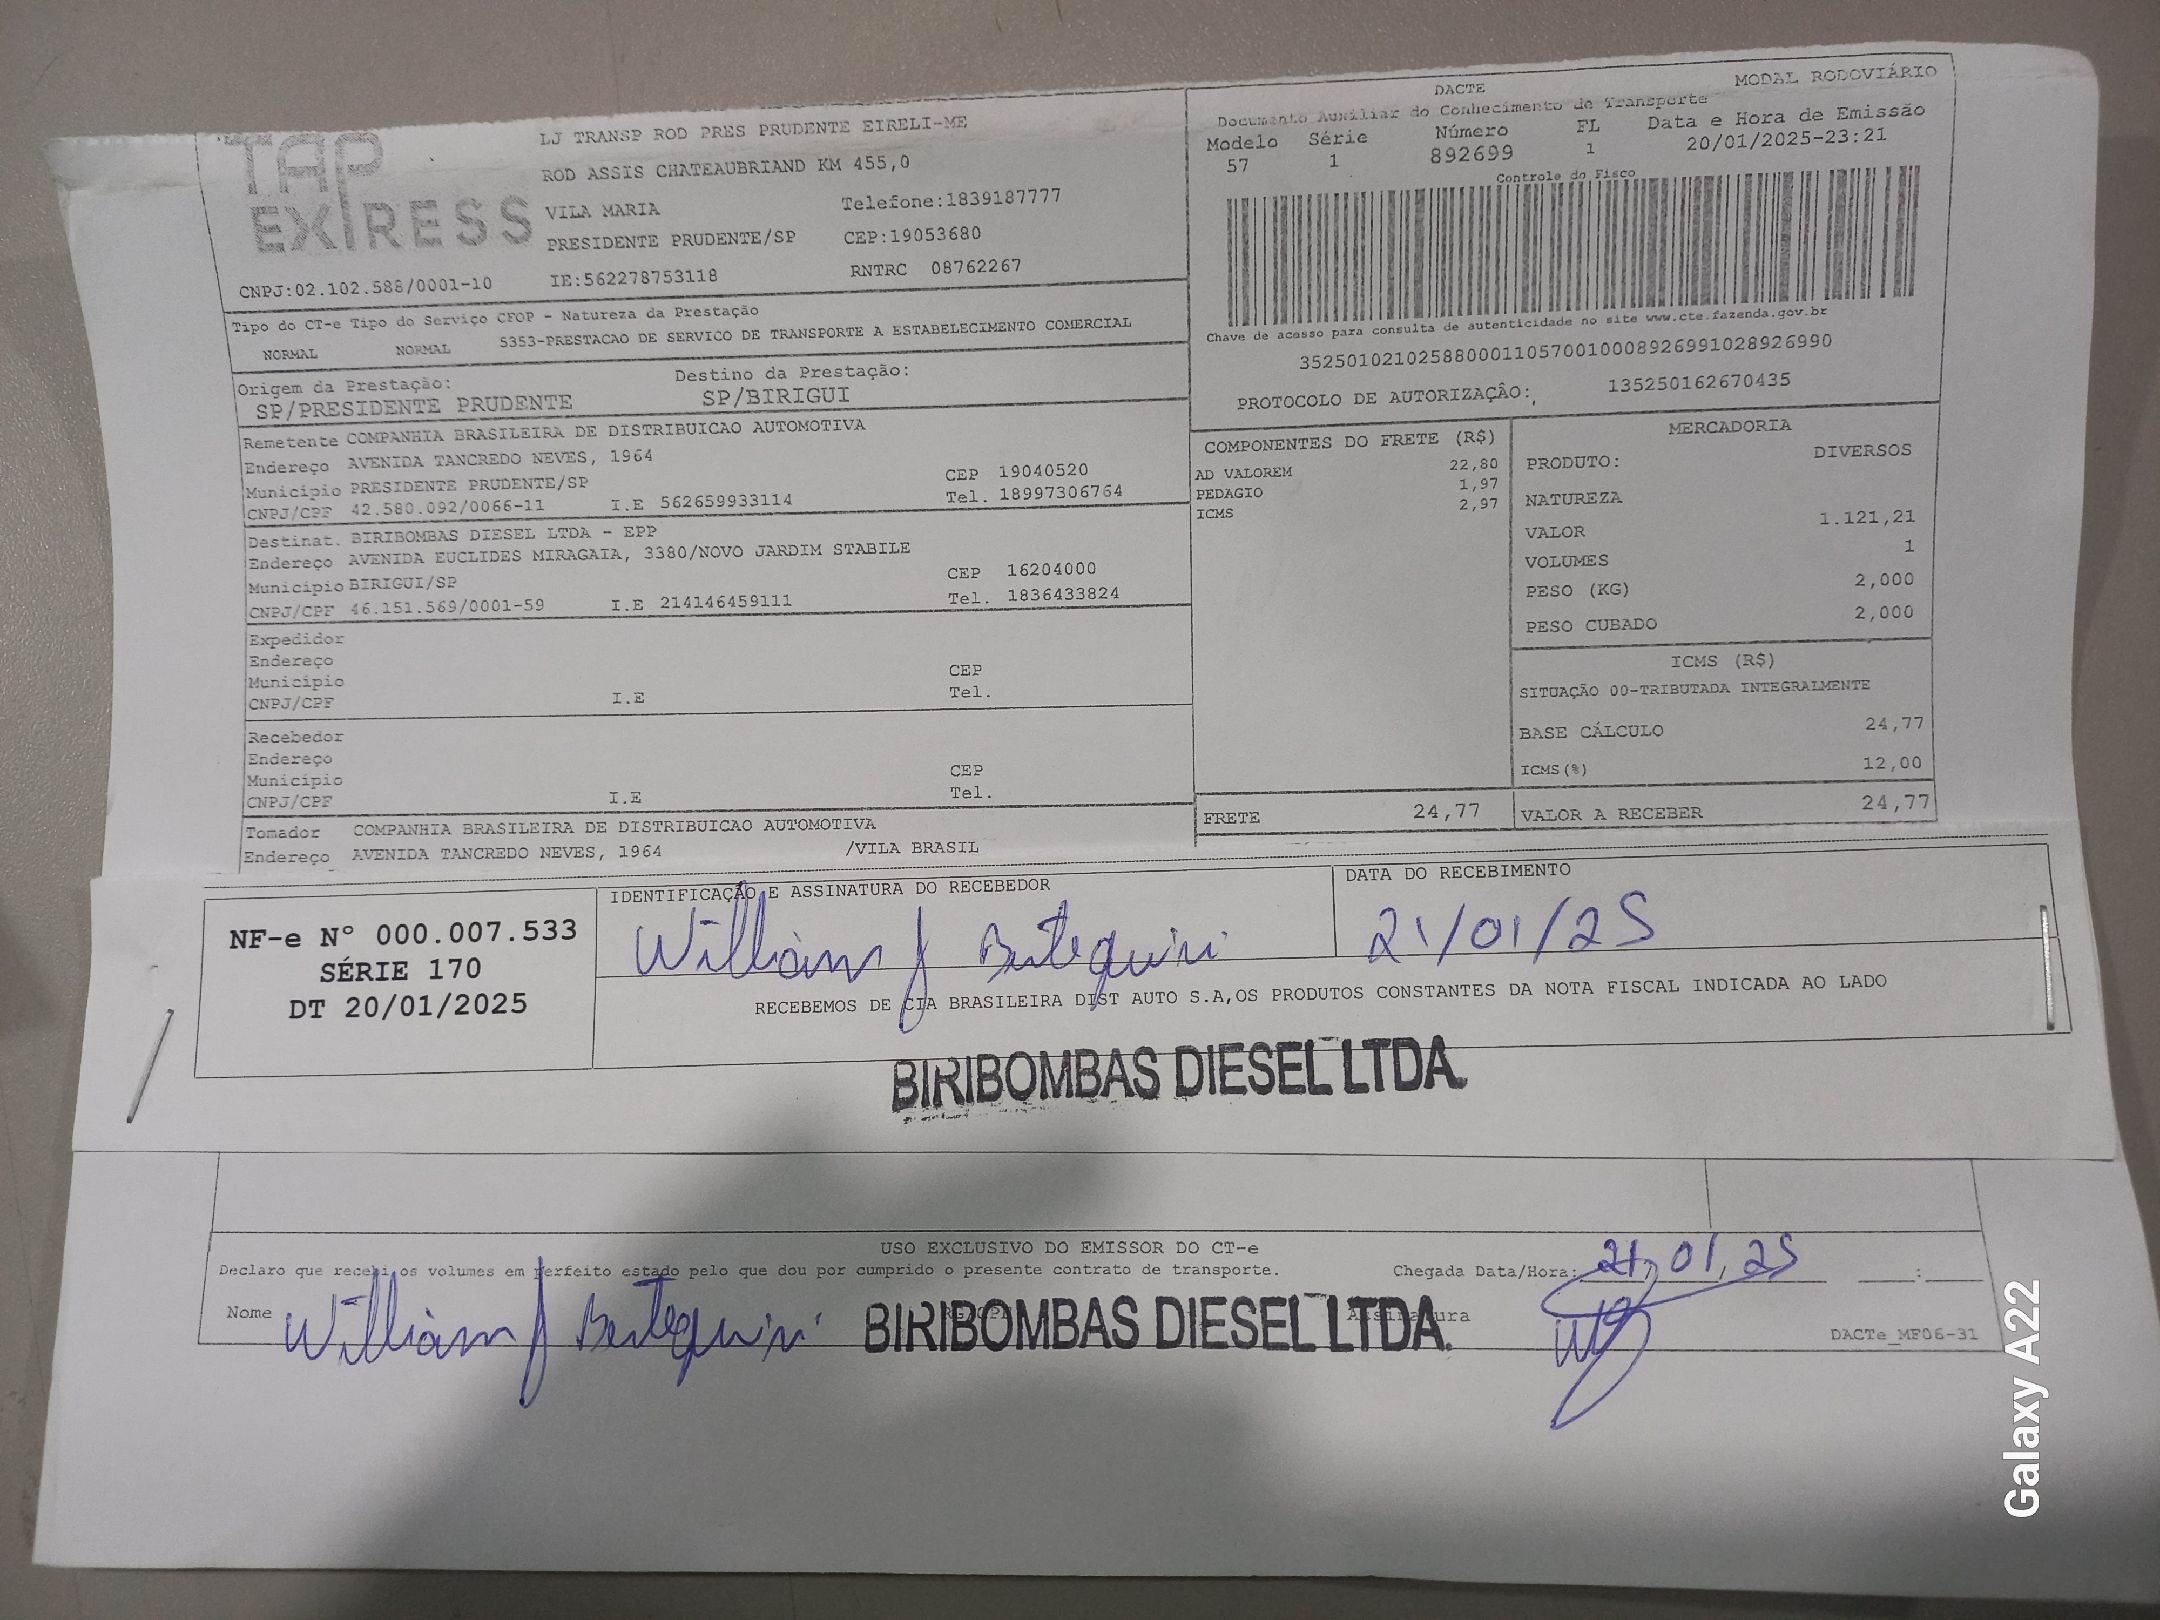 TAP EXPRESS
LJ TRANSP ROD PRES PRUDENTE EIRELI-ME
ROD ASSIS CHATEAUBRIAND KM 455,0
VILA MARIA Telefone:1839187777
PRESIDENTE PRUDENTE/SP CEP:19053680
CNPJ:02.102.588/0001-10 IE:562278753118 RNTRC 08762267
DACTE MODAL RODOVIÁRIO
Documento Auxiliar do Conhecimento de Transporte
Modelo Série Número FL Data e Hora de Emissão
57 1 892699 1 20/01/2025-23:21
Controle do Fisco
Chave de acesso para consulta de autenticidade no site www.cte.fazenda.gov.br
35250102102588000110570010008926991028926990
PROTOCOLO DE AUTORIZAÇÂO: 135250162670435
Tipo do CT-e Tipo do Serviço CFOP - Natureza da Prestação
NORMAL NORMAL 5353-PRESTACAO DE SERVICO DE TRANSPORTE A ESTABELECIMENTO COMERCIAL
Origem da Prestação: Destino da Prestação:
SP/PRESIDENTE PRUDENTE SP/BIRIGUI
Remetente COMPANHIA BRASILEIRA DE DISTRIBUICAO AUTOMOTIVA
Endereço AVENIDA TANCREDO NEVES, 1964
Município PRESIDENTE PRUDENTE/SP CEP 19040520
CNPJ/CPF 42.580.092/0066-11 I.E 562659933114 Tel. 18997306764
Destinat. BIRIBOMBAS DIESEL LTDA - EPP
Endereço AVENIDA EUCLIDES MIRAGAIA, 3380/NOVO JARDIM STABILE
Município BIRIGUI/SP CEP 16204000
CNPJ/CPF 46.151.569/0001-59 I.E 214146459111 Tel. 1836433824
Expedidor
Endereço
Município CEP
CNPJ/CPF I.E Tel.
Recebedor
Endereço
Município CEP
CNPJ/CPF I.E Tel.
Tomador COMPANHIA BRASILEIRA DE DISTRIBUICAO AUTOMOTIVA
Endereço AVENIDA TANCREDO NEVES, 1964 /VILA BRASIL
COMPONENTES DO FRETE (R$)
AD VALOREM 22,80
PEDAGIO 1,97
ICMS 2,97
FRETE 24,77
MERCADORIA
PRODUTO: DIVERSOS
NATUREZA
VALOR 1.121,21
VOLUMES 1
PESO (KG) 2,000
PESO CUBADO 2,000
ICMS (R$)
SITUAÇÃO 00-TRIBUTADA INTEGRALMENTE
BASE CÁLCULO 24,77
ICMS(%) 12,00
VALOR A RECEBER 24,77
NF-e Nº 000.007.533
SÉRIE 170
DT 20/01/2025
IDENTIFICAÇÃO E ASSINATURA DO RECEBEDOR
William J Bertequini
DATA DO RECEBIMENTO
21/01/25
RECEBEMOS DE CIA BRASILEIRA DIST AUTO S.A,OS PRODUTOS CONSTANTES DA NOTA FISCAL INDICADA AO LADO
BIRIBOMBAS DIESEL LTDA.
USO EXCLUSIVO DO EMISSOR DO CT-e
Declaro que recebi os volumes em perfeito estado pelo que dou por cumprido o presente contrato de transporte. Chegada Data/Hora: 21/01/25 :
Nome William J Bertequini BIRIBOMBAS DIESEL LTDA. Assinatura
DACTe_MF06-31
Galaxy A22